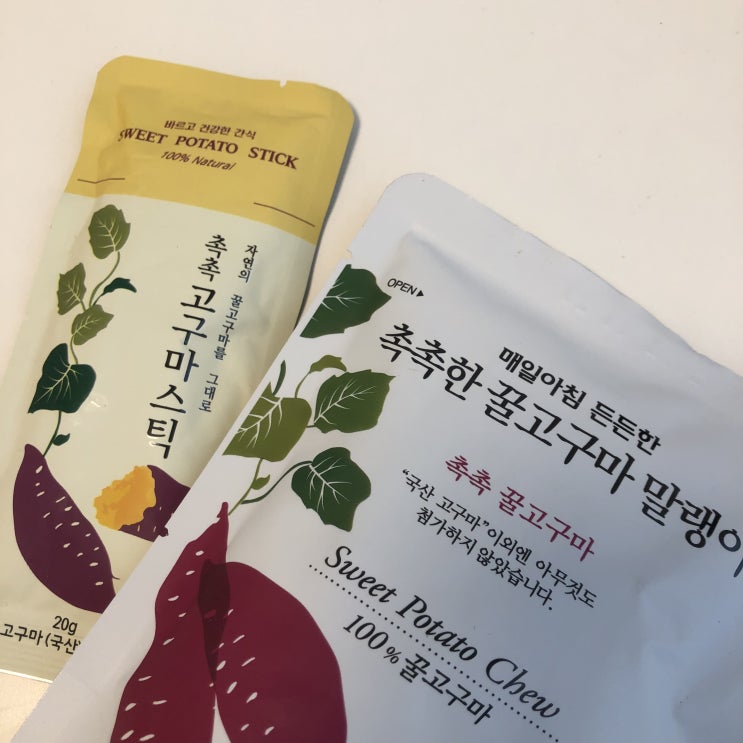 바르고 건강한 간식
SWEET POTATO STICK
100% Natural
자연의 꿀고구마를 그대로
촉촉고구마스틱
20g
고구마(국산)
OPEN▶
매일아침 든든한
촉촉한 꿀고구마 말랭이
촉촉 꿀고구마
“국산 고구마”이외엔 아무것도
첨가하지 않았습니다.
Sweet Potato Chew
100% 꿀고구마